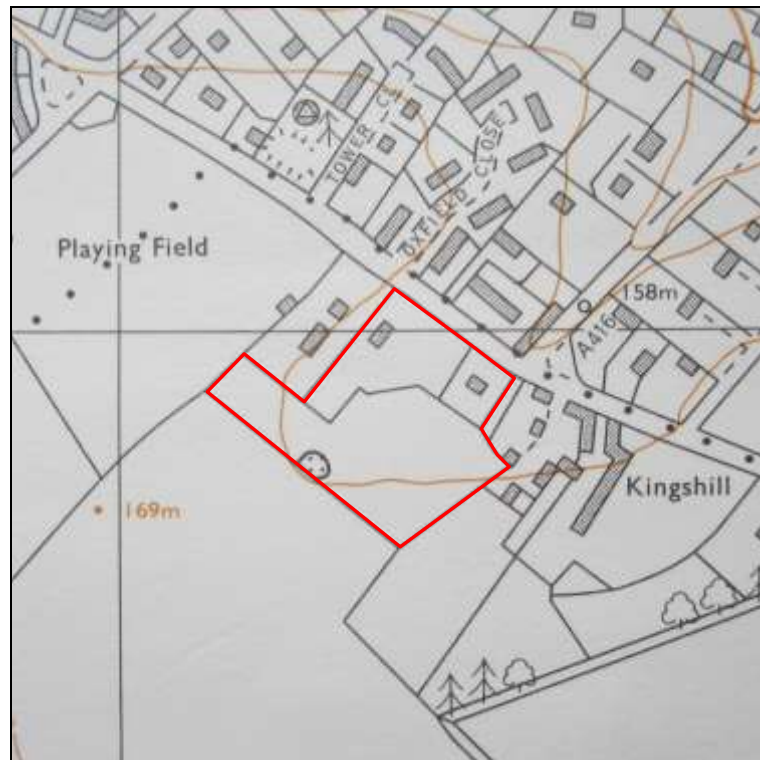 TOWER CL
OXFIELD CLOSE
Playing Field
158m
A416
Kingshill
169m